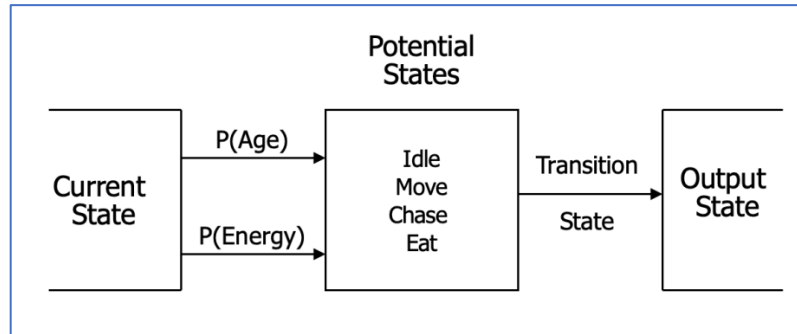 Potential
States
P(Age)
Current
State
P(Energy)
Idle
Move
Chase
Eat
Transition
State
Output
State